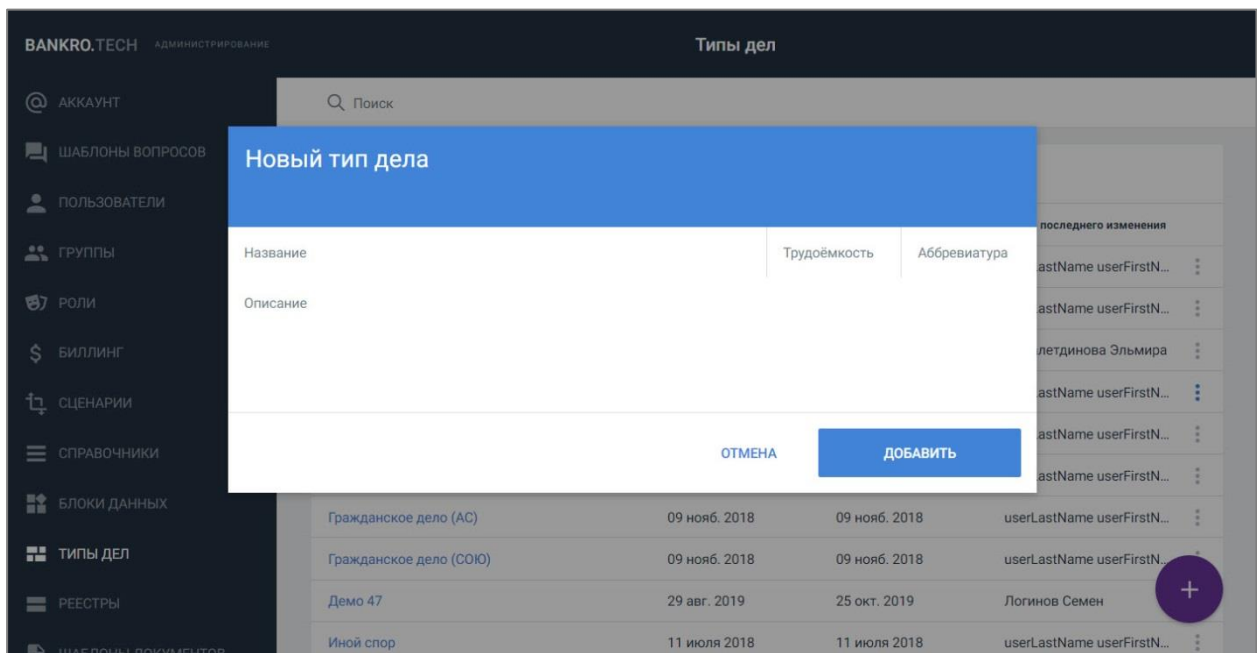 BANKRO.TECH АДМИНИСТРИРОВАНИЕ Типы дел
АККАУНТ
Поиск
ШАБЛОНЫ ВОПРОСОВ
Новый тип дела
ПОЛЬЗОВАТЕЛИ
последнего изменения
ГРУППЫ
Название Трудоёмкость Аббревиатура
astName userFirstN...
РОЛИ
Описание
astName userFirstN...
БИЛЛИНГ
летдинова Эльмира
СЦЕНАРИИ
astName userFirstN...
СПРАВОЧНИКИ
ОТМЕНА ДОБАВИТЬ
astName userFirstN...
astName userFirstN...
БЛОКИ ДАННЫХ
Гражданское дело (АС) 09 нояб. 2018 09 нояб. 2018 userLastName userFirstN...
ТИПЫ ДЕЛ
Гражданское дело (СОЮ) 09 нояб. 2018 09 нояб. 2018 userLastName userFirstN...
РЕЕСТРЫ
Демо 47 29 авг. 2019 25 окт. 2019 Логинов Семен
ШАБЛОНЫ ДОКУМЕНТОВ
Иной спор 11 июля 2018 11 июля 2018 userLastName userFirstN...